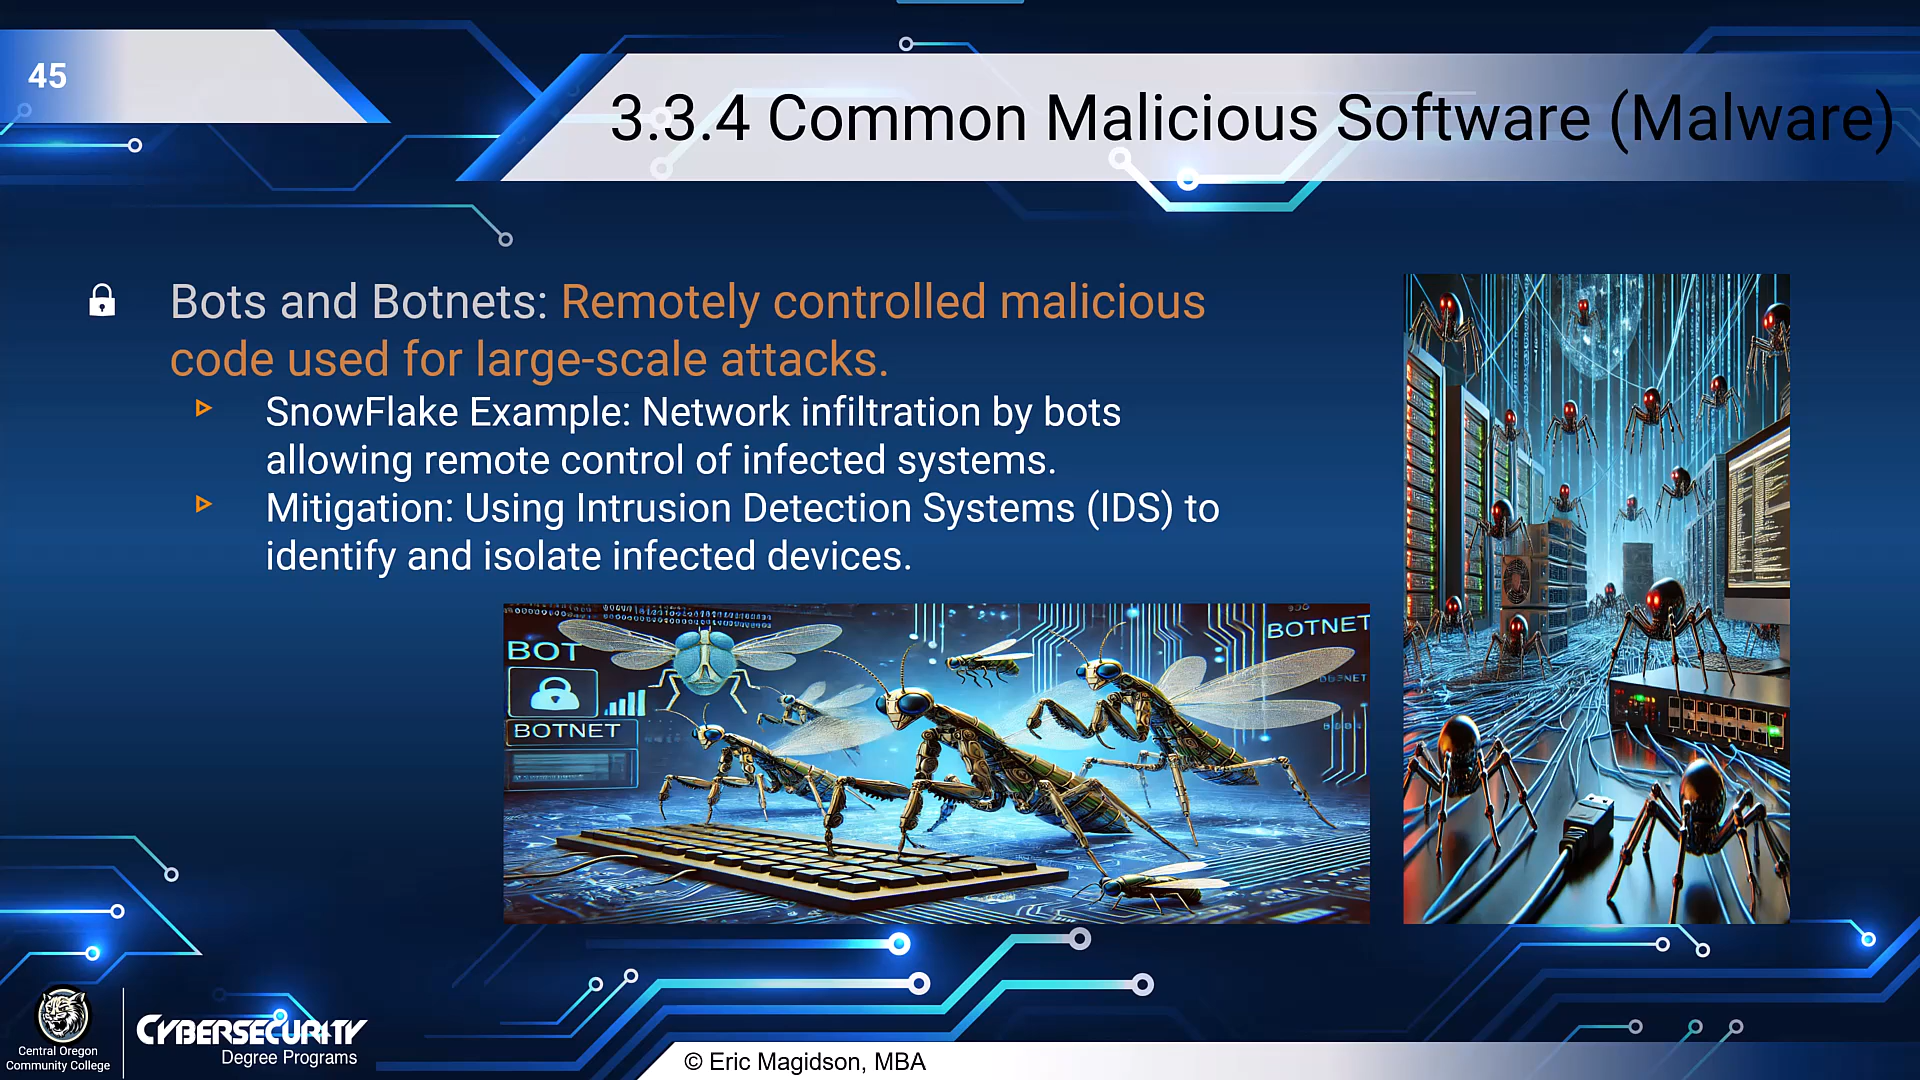 45
3.3.4 Common Malicious Software (Malware)
Bots and Botnets: Remotely controlled malicious
code used for large-scale attacks.
SnowFlake Example: Network infiltration by bots
allowing remote control of infected systems.
Mitigation: Using Intrusion Detection Systems (IDS) to
identify and isolate infected devices.
BOT
BOTNET
BOTNET
Central Oregon
Community College
CYBERSECURITY
Degree Programs
© Eric Magidson, MBA